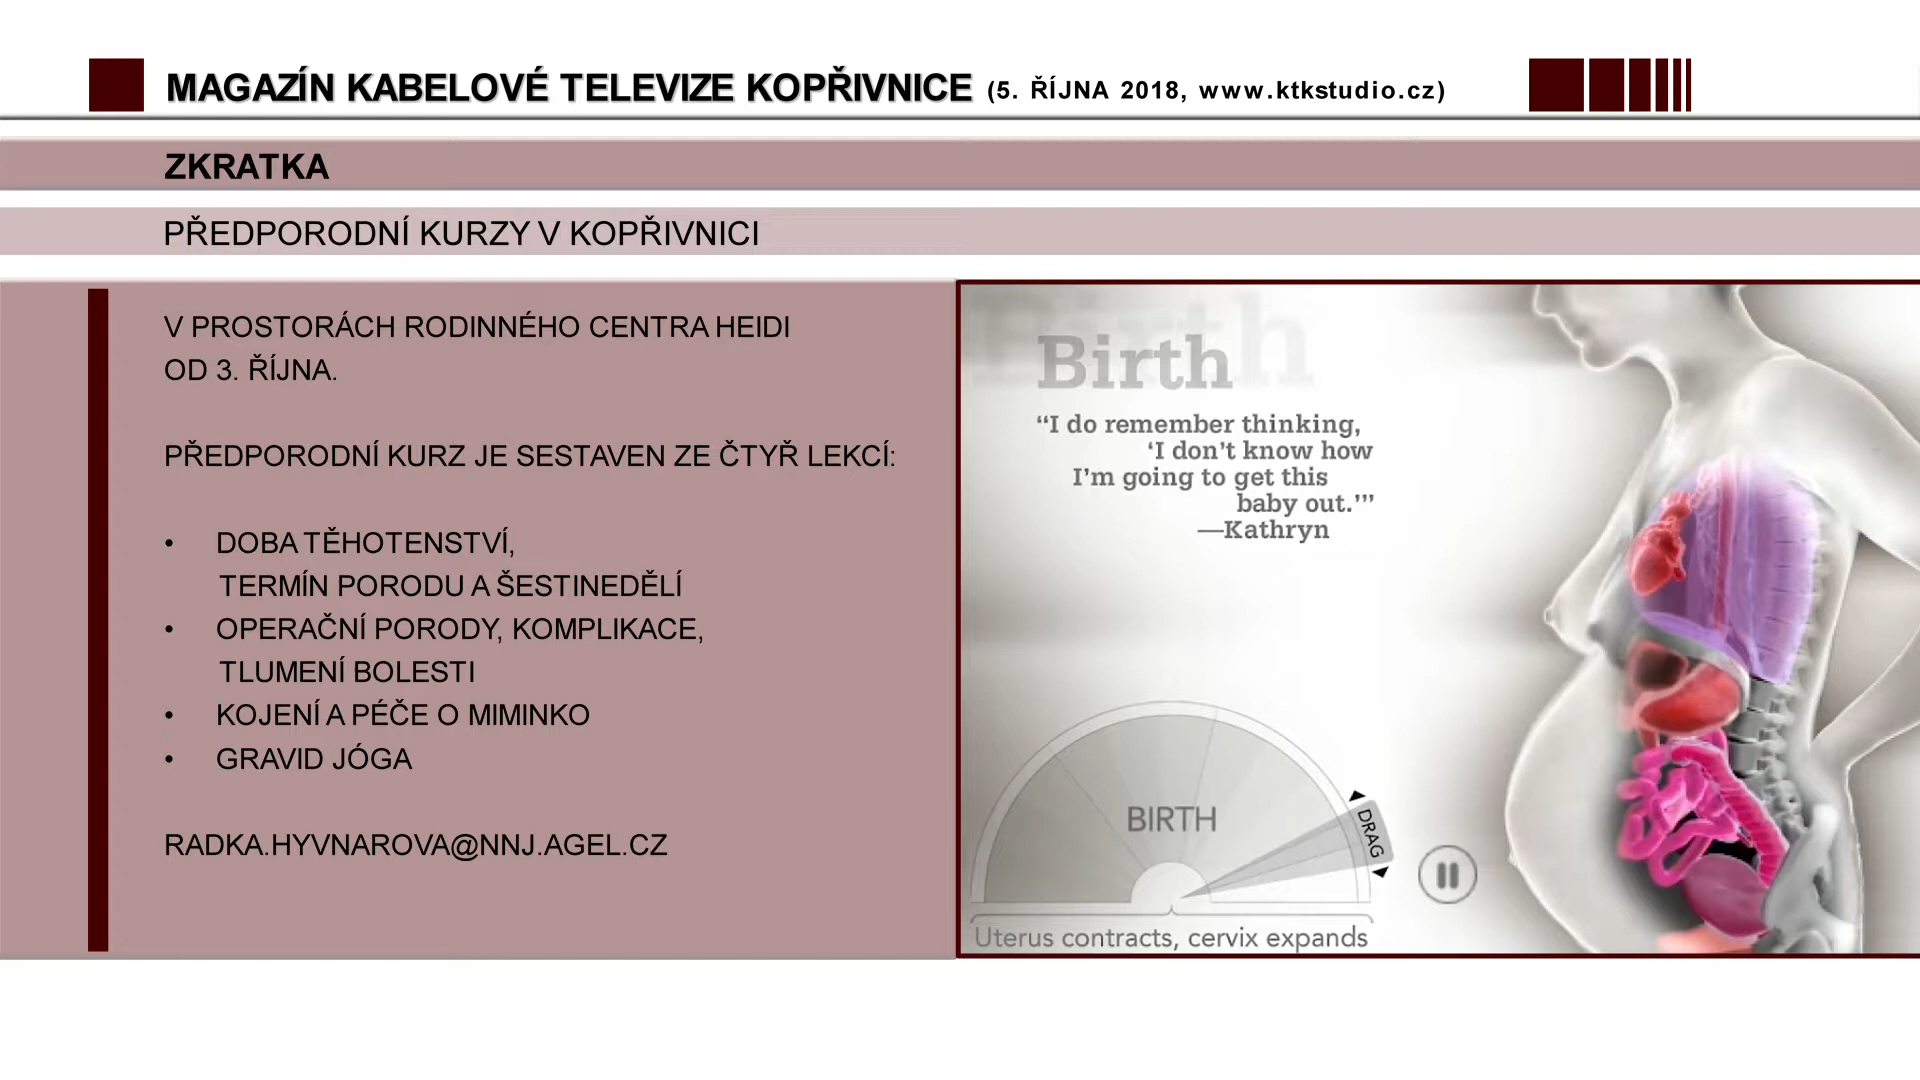 MAGAZÍN KABELOVÉ TELEVIZE KOPŘIVNICE (5. ŘÍJNA 2018, www.ktkstudio.cz)
ZKRATKA
PŘEDPORODNÍ KURZY V KOPŘIVNICI
V PROSTORÁCH RODINNÉHO CENTRA HEIDI
OD 3. ŘÍJNA.
PŘEDPORODNÍ KURZ JE SESTAVEN ZE ČTYŘ LEKCÍ:
• DOBA TĚHOTENSTVÍ,
TERMÍN PORODU A ŠESTINEDĚLÍ
• OPERAČNÍ PORODY, KOMPLIKACE,
TLUMENÍ BOLESTI
• KOJENÍ A PÉČE O MIMINKO
• GRAVID JÓGA
RADKA.HYVNAROVA@NNJ.AGEL.CZ
Birth
Birth
“I do remember thinking,
‘I don’t know how
I’m going to get this
baby out.’”
—Kathryn
BIRTH
DRAG
Uterus contracts, cervix expands